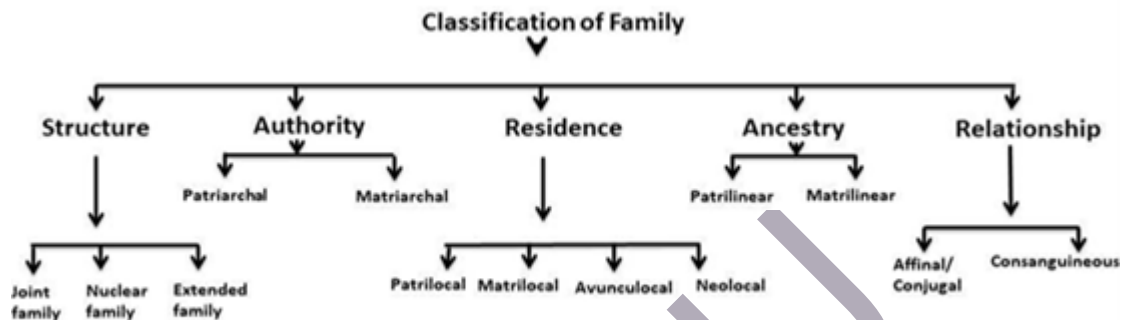 Classification of Family
Structure
Authority
Residence
Ancestry
Relationship
Patriarchal
Matriarchal
Patrilinear
Matrilinear
Joint
family
Nuclear
family
Extended
family
Patrilocal
Matrilocal
Avunculocal
Neolocal
Affinal/
Conjugal
Consanguineous